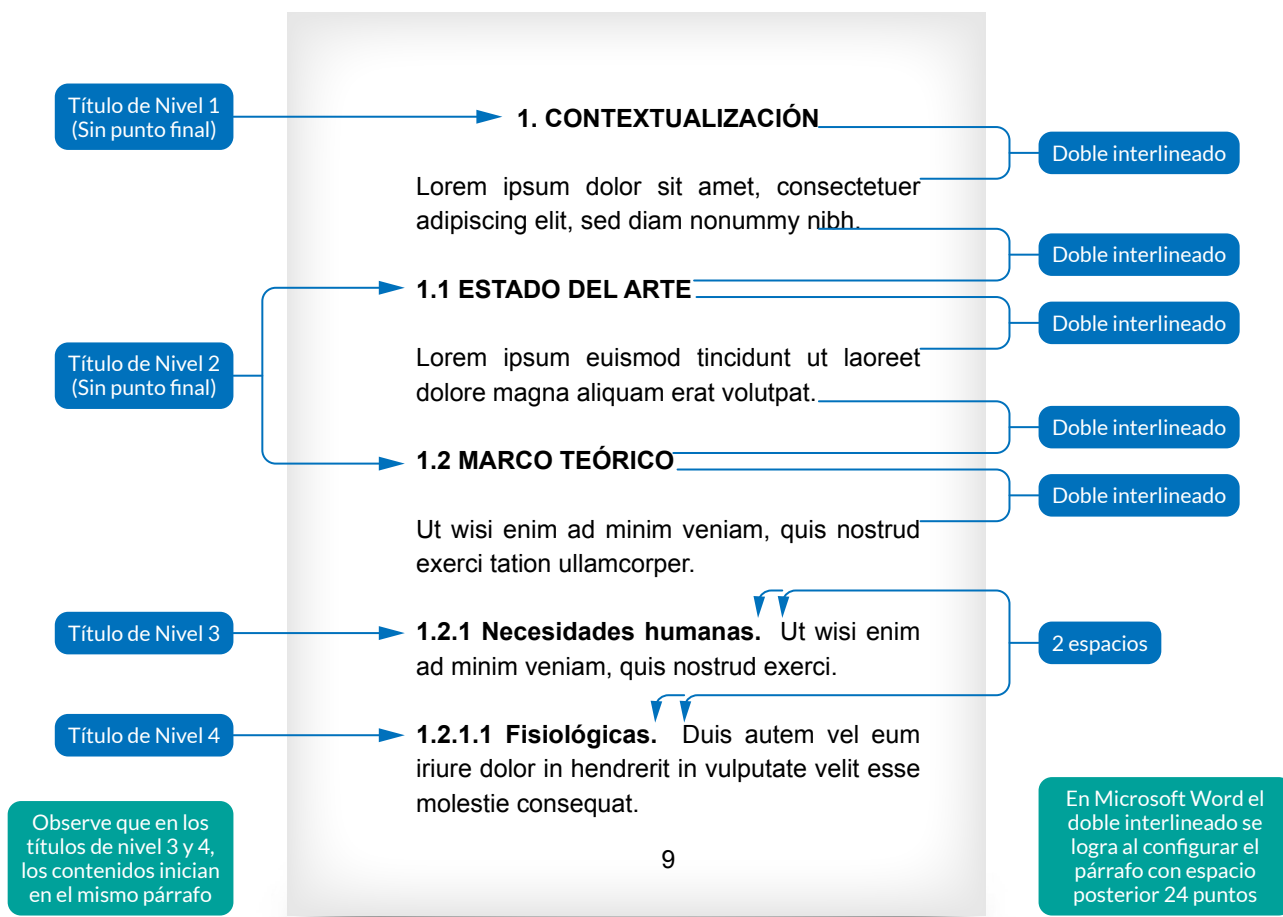 Título de Nivel 1
(Sin punto final)
1. CONTEXTUALIZACIÓN
Doble interlineado
Lorem ipsum dolor sit amet, consectetuer
adipiscing elit, sed diam nonummy nibh.
Doble interlineado
1.1 ESTADO DEL ARTE
Doble interlineado
Título de Nivel 2
(Sin punto final)
Lorem ipsum euismod tincidunt ut laoreet
dolore magna aliquam erat volutpat.
Doble interlineado
1.2 MARCO TEÓRICO
Doble interlineado
Ut wisi enim ad minim veniam, quis nostrud
exerci tation ullamcorper.
Título de Nivel 3
1.2.1 Necesidades humanas. Ut wisi enim
ad minim veniam, quis nostrud exerci.
2 espacios
Título de Nivel 4
1.2.1.1 Fisiológicas. Duis autem vel eum
iriure dolor in hendrerit in vulputate velit esse
molestie consequat.
Observe que en los
títulos de nivel 3 y 4,
los contenidos inician
en el mismo párrafo
9
En Microsoft Word el
doble interlineado se
logra al configurar el
párrafo con espacio
posterior 24 puntos